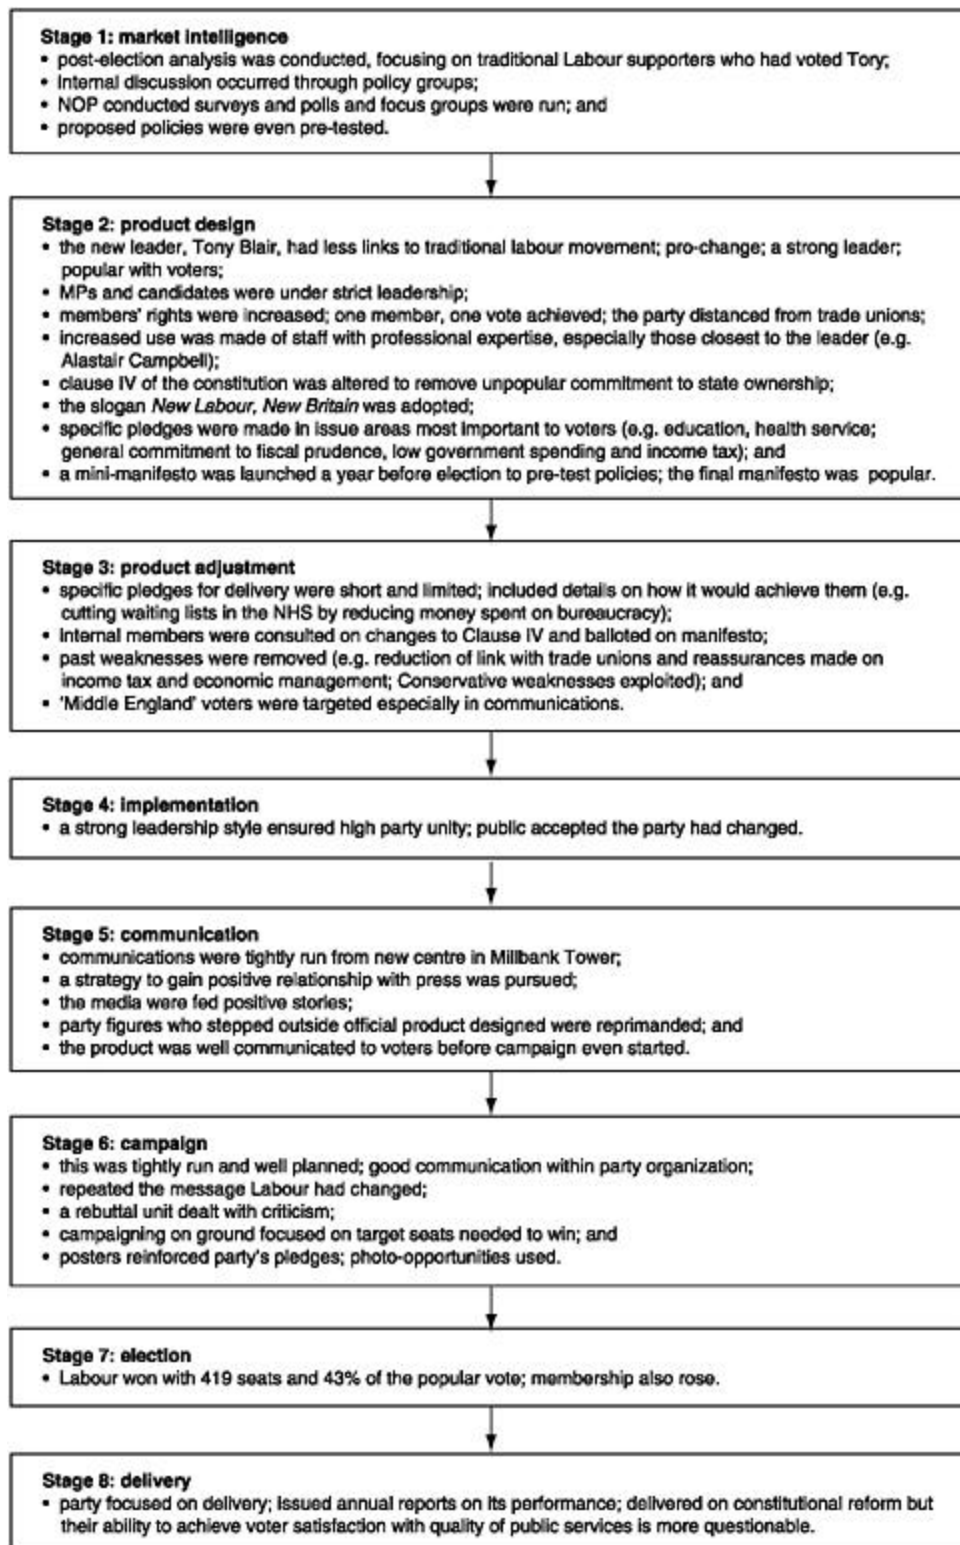 Stage 1: market intelligence
▪ post-election analysis was conducted, focusing on traditional Labour supporters who had voted Tory;
▪ internal discussion occurred through policy groups;
▪ NOP conducted surveys and polls and focus groups were run; and
▪ proposed policies were even pre-tested.
Stage 2: product design
▪ the new leader, Tony Blair, had less links to traditional labour movement; pro-change; a strong leader;
popular with voters;
▪ MPs and candidates were under strict leadership;
▪ members' rights were increased; one member, one vote achieved; the party distanced from trade unions;
▪ increased use was made of staff with professional expertise, especially those closest to the leader (e.g.
Alastair Campbell);
▪ clause IV of the constitution was altered to remove unpopular commitment to state ownership;
▪ the slogan New Labour, New Britain was adopted;
▪ specific pledges were made in issue areas most important to voters (e.g. education, health service;
general commitment to fiscal prudence, low government spending and income tax); and
▪ a mini-manifesto was launched a year before election to pre-test policies; the final manifesto was popular.
Stage 3: product adjustment
▪ specific pledges for delivery were short and limited; included details on how it would achieve them (e.g.
cutting waiting lists in the NHS by reducing money spent on bureaucracy);
▪ internal members were consulted on changes to Clause IV and balloted on manifesto;
▪ past weaknesses were removed (e.g. reduction of link with trade unions and reassurances made on
income tax and economic management; Conservative weaknesses exploited); and
▪ 'Middle England' voters were targeted especially in communications.
Stage 4: implementation
▪ a strong leadership style ensured high party unity; public accepted the party had changed.
Stage 5: communication
▪ communications were tightly run from new centre in Millbank Tower;
▪ a strategy to gain positive relationship with press was pursued;
▪ the media were fed positive stories;
▪ party figures who stepped outside official product designed were reprimanded; and
▪ the product was well communicated to voters before campaign even started.
Stage 6: campaign
▪ this was tightly run and well planned; good communication within party organization;
▪ repeated the message Labour had changed;
▪ a rebuttal unit dealt with criticism;
▪ campaigning on ground focused on target seats needed to win; and
▪ posters reinforced party's pledges; photo-opportunities used.
Stage 7: election
▪ Labour won with 419 seats and 43% of the popular vote; membership also rose.
Stage 8: delivery
▪ party focused on delivery; issued annual reports on its performance; delivered on constitutional reform but
their ability to achieve voter satisfaction with quality of public services is more questionable.